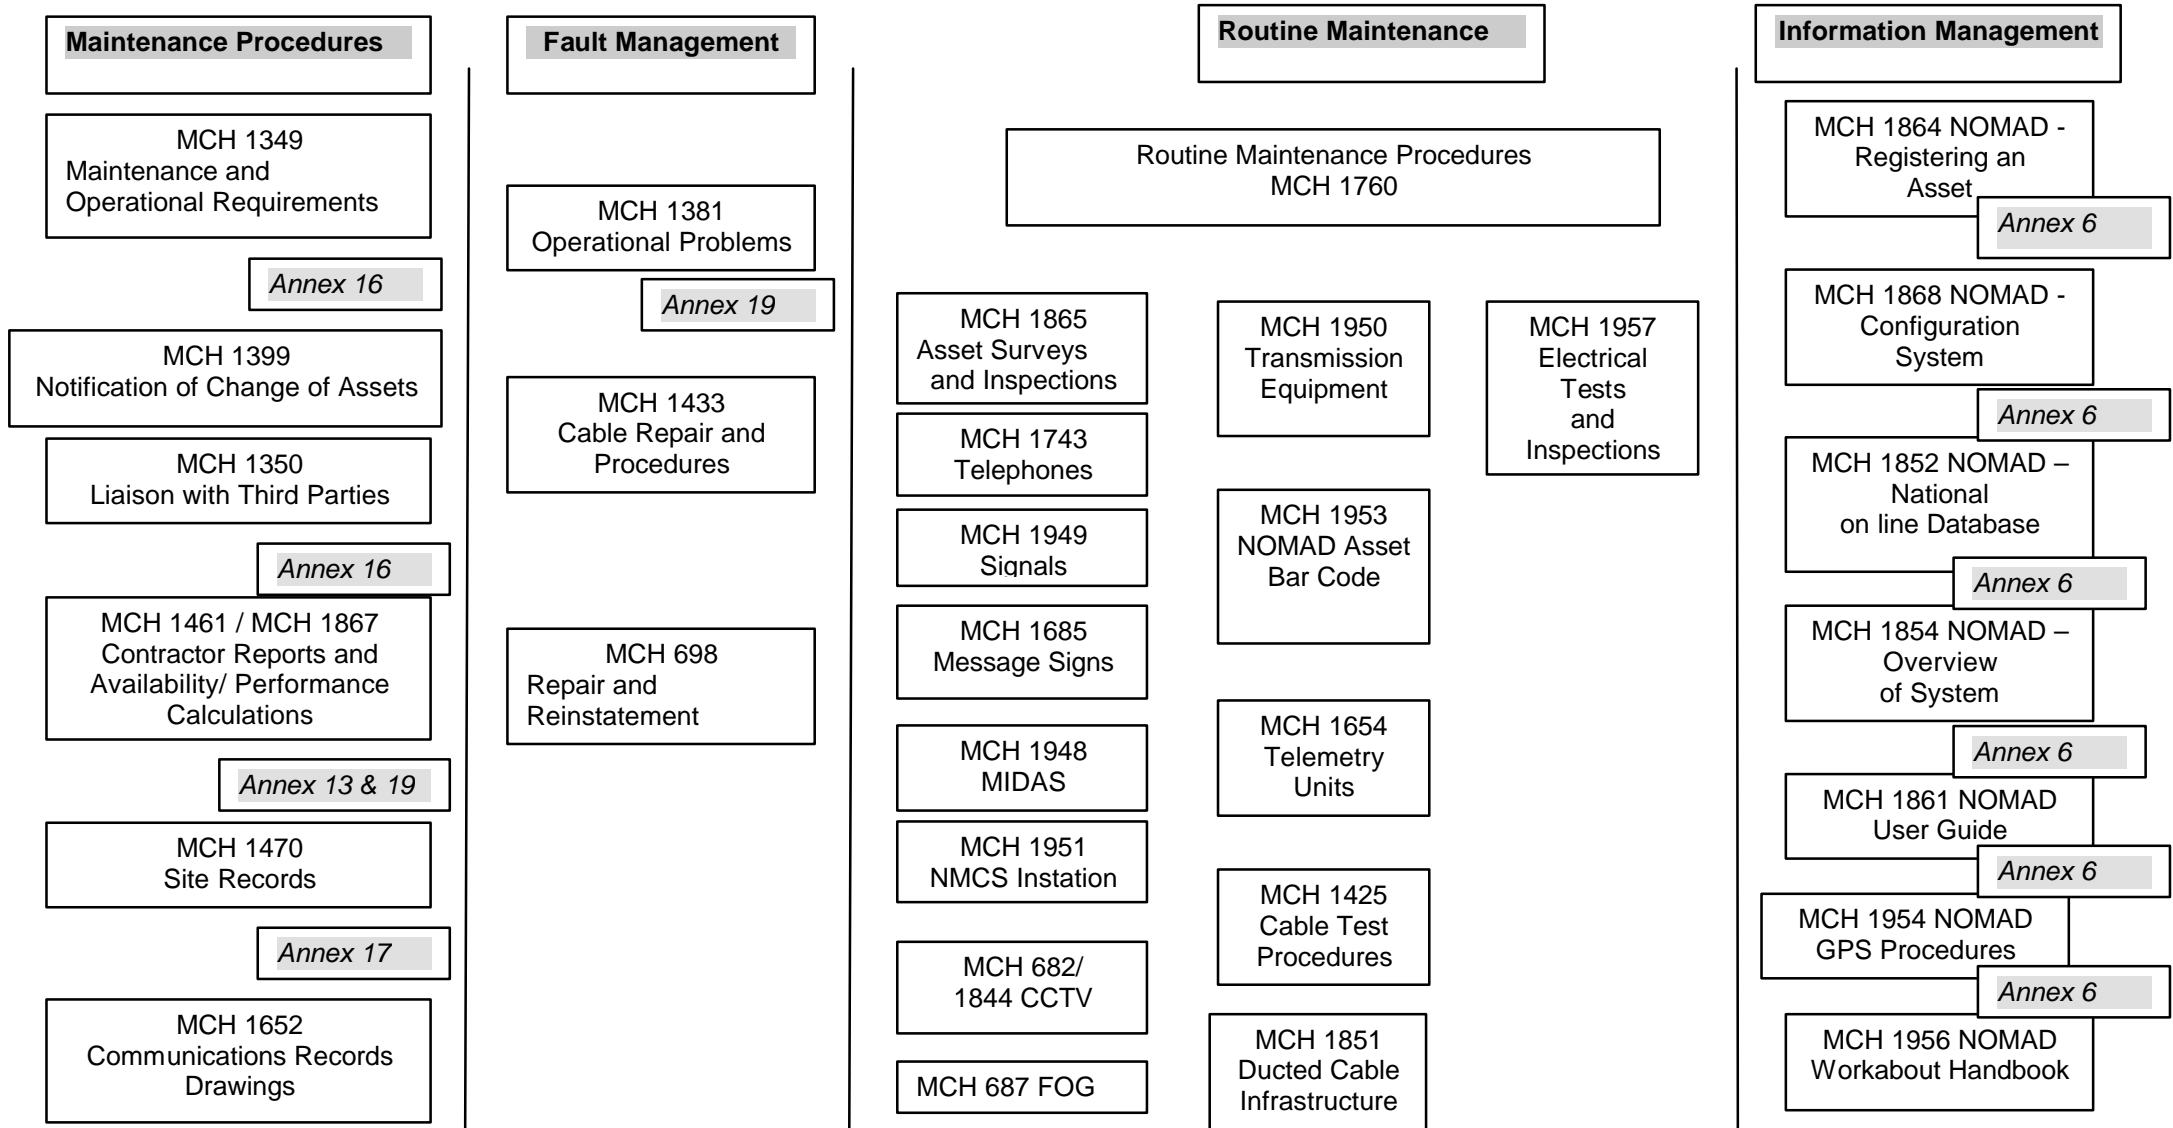 Maintenance Procedures
MCH 1349
Maintenance and
Operational Requirements
Annex 16
MCH 1399
Notification of Change of Assets
MCH 1350
Liaison with Third Parties
Annex 16
MCH 1461 / MCH 1867
Contractor Reports and
Availability/ Performance
Calculations
Annex 13 & 19
MCH 1470
Site Records
Annex 17
MCH 1652
Communications Records
Drawings
Fault Management
MCH 1381
Operational Problems
Annex 19
MCH 1433
Cable Repair and
Procedures
MCH 698
Repair and
Reinstatement
Routine Maintenance
Routine Maintenance Procedures
MCH 1760
MCH 1865
Asset Surveys
and Inspections
MCH 1743
Telephones
MCH 1949
Signals
MCH 1685
Message Signs
MCH 1948
MIDAS
MCH 1951
NMCS Instation
MCH 682/
1844 CCTV
MCH 687 FOG
MCH 1950
Transmission
Equipment
MCH 1953
NOMAD Asset
Bar Code
MCH 1654
Telemetry
Units
MCH 1425
Cable Test
Procedures
MCH 1851
Ducted Cable
Infrastructure
MCH 1957
Electrical
Tests
and
Inspections
Information Management
MCH 1864 NOMAD -
Registering an
Asset
Annex 6
MCH 1868 NOMAD -
Configuration
System
Annex 6
MCH 1852 NOMAD –
National
on line Database
Annex 6
MCH 1854 NOMAD –
Overview
of System
Annex 6
MCH 1861 NOMAD
User Guide
Annex 6
MCH 1954 NOMAD
GPS Procedures
Annex 6
MCH 1956 NOMAD
Workabout Handbook